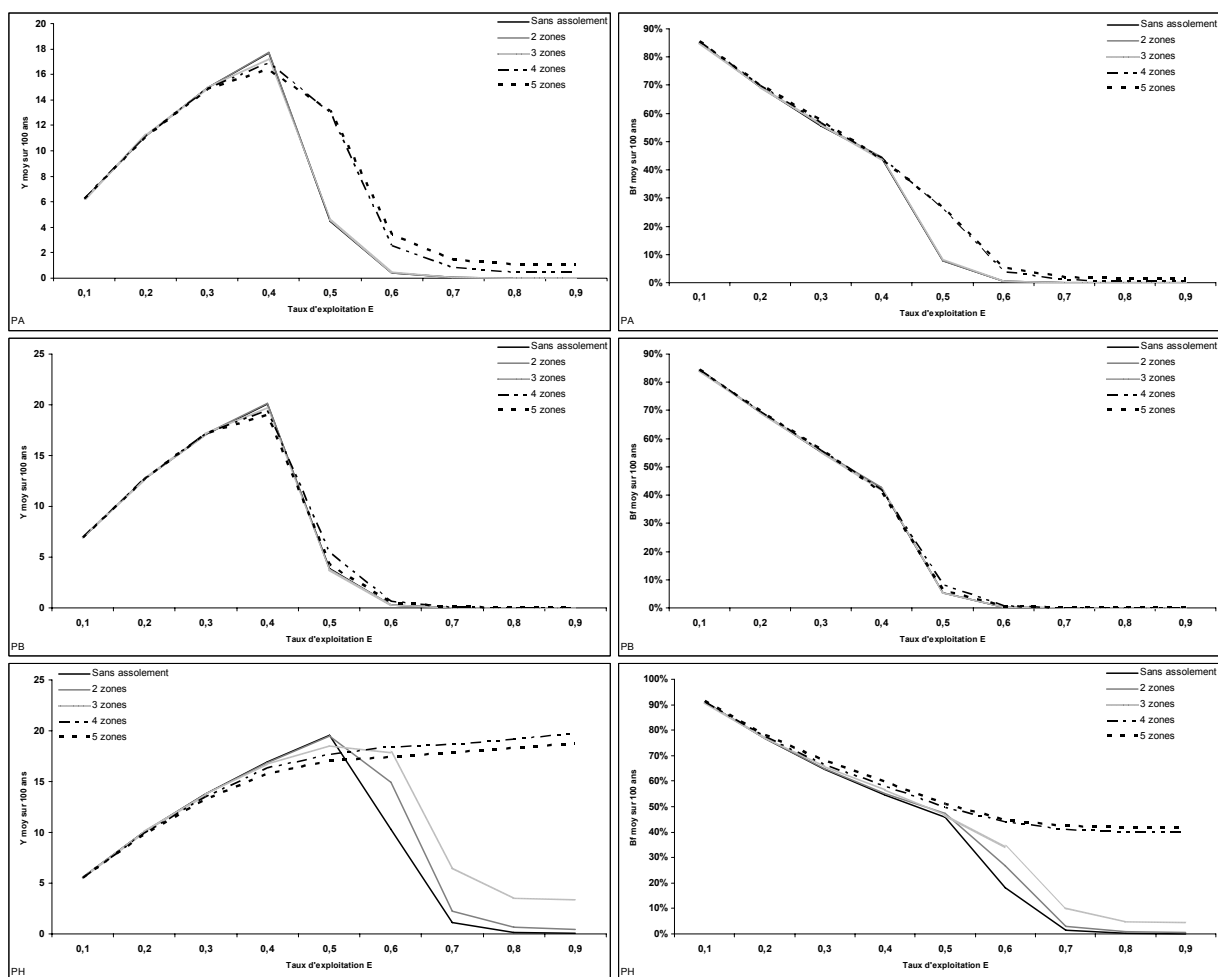 20
18
16
14
12
10
8
6
4
2
0
Y moy sur 100 ans
0,1 0,2 0,3 0,4 0,5 0,6 0,7 0,8 0,9
Taux d'exploitation E
PA
Sans assolement
2 zones
3 zones
4 zones
5 zones
90%
80%
70%
60%
50%
40%
30%
20%
10%
0%
Bf moy sur 100 ans
0,1 0,2 0,3 0,4 0,5 0,6 0,7 0,8 0,9
Taux d'exploitation E
PA
Sans assolement
2 zones
3 zones
4 zones
5 zones
25
20
15
10
5
0
Y moy sur 100 ans
0,1 0,2 0,3 0,4 0,5 0,6 0,7 0,8 0,9
Taux d'exploitation E
PB
Sans assolement
2 zones
3 zones
4 zones
5 zones
90%
80%
70%
60%
50%
40%
30%
20%
10%
0%
Bf moy sur 100 ans
0,1 0,2 0,3 0,4 0,5 0,6 0,7 0,8 0,9
Taux d'exploitation E
PB
Sans assolement
2 zones
3 zones
4 zones
5 zones
25
20
15
10
5
0
Y moy sur 100 ans
0,1 0,2 0,3 0,4 0,5 0,6 0,7 0,8 0,9
Taux d'exploitation E
PH
Sans assolement
2 zones
3 zones
4 zones
5 zones
100%
90%
80%
70%
60%
50%
40%
30%
20%
10%
0%
Bf moy sur 100 ans
0,1 0,2 0,3 0,4 0,5 0,6 0,7 0,8 0,9
Taux d'exploitation E
PH
Sans assolement
2 zones
3 zones
4 zones
5 zones